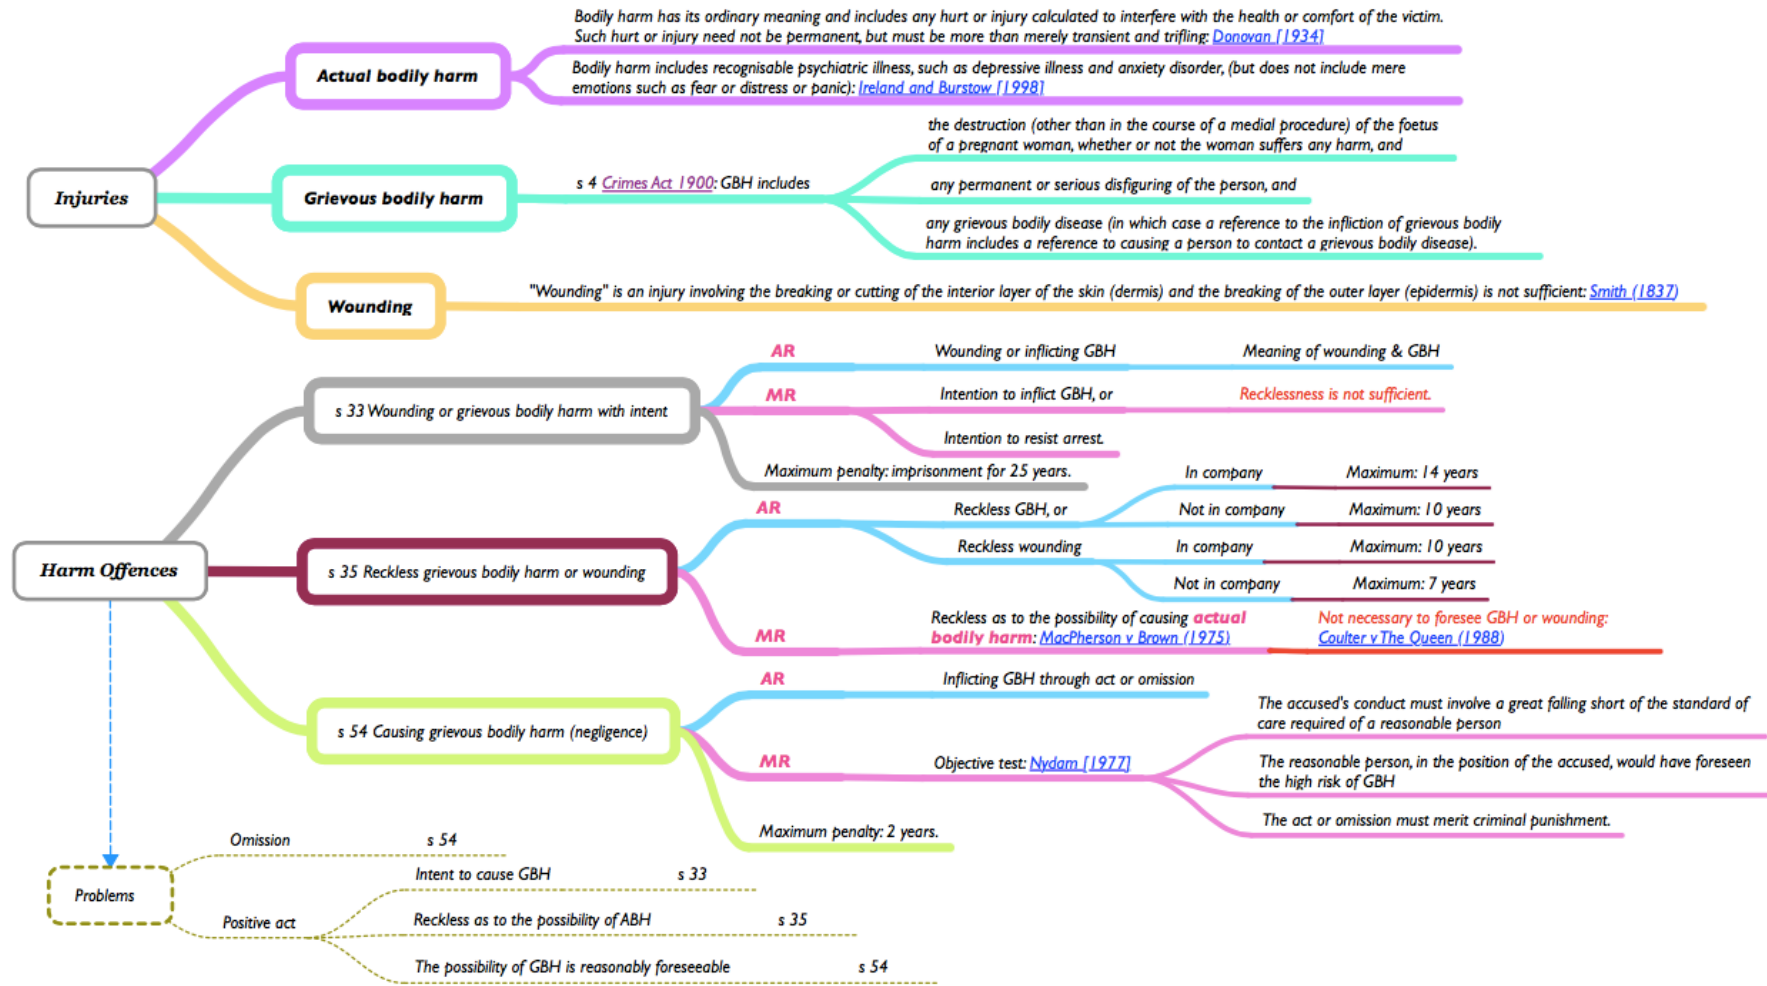 Bodily harm has its ordinary meaning and includes any hurt or injury calculated to interfere with the health or comfort of the victim.
Such hurt or injury need not be permanent, but must be more than merely transient and trifling: Donovan [1934]
Actual bodily harm
Bodily harm includes recognisable psychiatric illness, such as depressive illness and anxiety disorder, (but does not include mere
emotions such as fear or distress or panic): Ireland and Burstow [1998]
Injuries
Grievous bodily harm
s 4 Crimes Act 1900: GBH includes
the destruction (other than in the course of a medial procedure) of the foetus
of a pregnant woman, whether or not the woman suffers any harm, and
any permanent or serious disfiguring of the person, and
any grievous bodily disease (in which case a reference to the infliction of grievous bodily
harm includes a reference to causing a person to contact a grievous bodily disease).
Wounding
"Wounding" is an injury involving the breaking or cutting of the interior layer of the skin (dermis) and the breaking of the outer layer (epidermis) is not sufficient: Smith (1837)
Harm Offences
s 33 Wounding or grievous bodily harm with intent
AR
Wounding or inflicting GBH
Meaning of wounding & GBH
MR
Intention to inflict GBH, or
Recklessness is not sufficient.
Intention to resist arrest.
Maximum penalty: imprisonment for 25 years.
s 35 Reckless grievous bodily harm or wounding
AR
Reckless GBH, or
In company
Maximum: 14 years
Not in company
Maximum: 10 years
Reckless wounding
In company
Maximum: 10 years
Not in company
Maximum: 7 years
MR
Reckless as to the possibility of causing actual
bodily harm: MacPherson v Brown (1975)
Not necessary to foresee GBH or wounding:
Coulter v The Queen (1988)
s 54 Causing grievous bodily harm (negligence)
AR
Inflicting GBH through act or omission
MR
Objective test: Nydam [1977]
The accused's conduct must involve a great falling short of the standard of
care required of a reasonable person
The reasonable person, in the position of the accused, would have foreseen
the high risk of GBH
The act or omission must merit criminal punishment.
Maximum penalty: 2 years.
Problems
Omission
s 54
Positive act
Intent to cause GBH
s 33
Reckless as to the possibility of ABH
s 35
The possibility of GBH is reasonably foreseeable
s 54